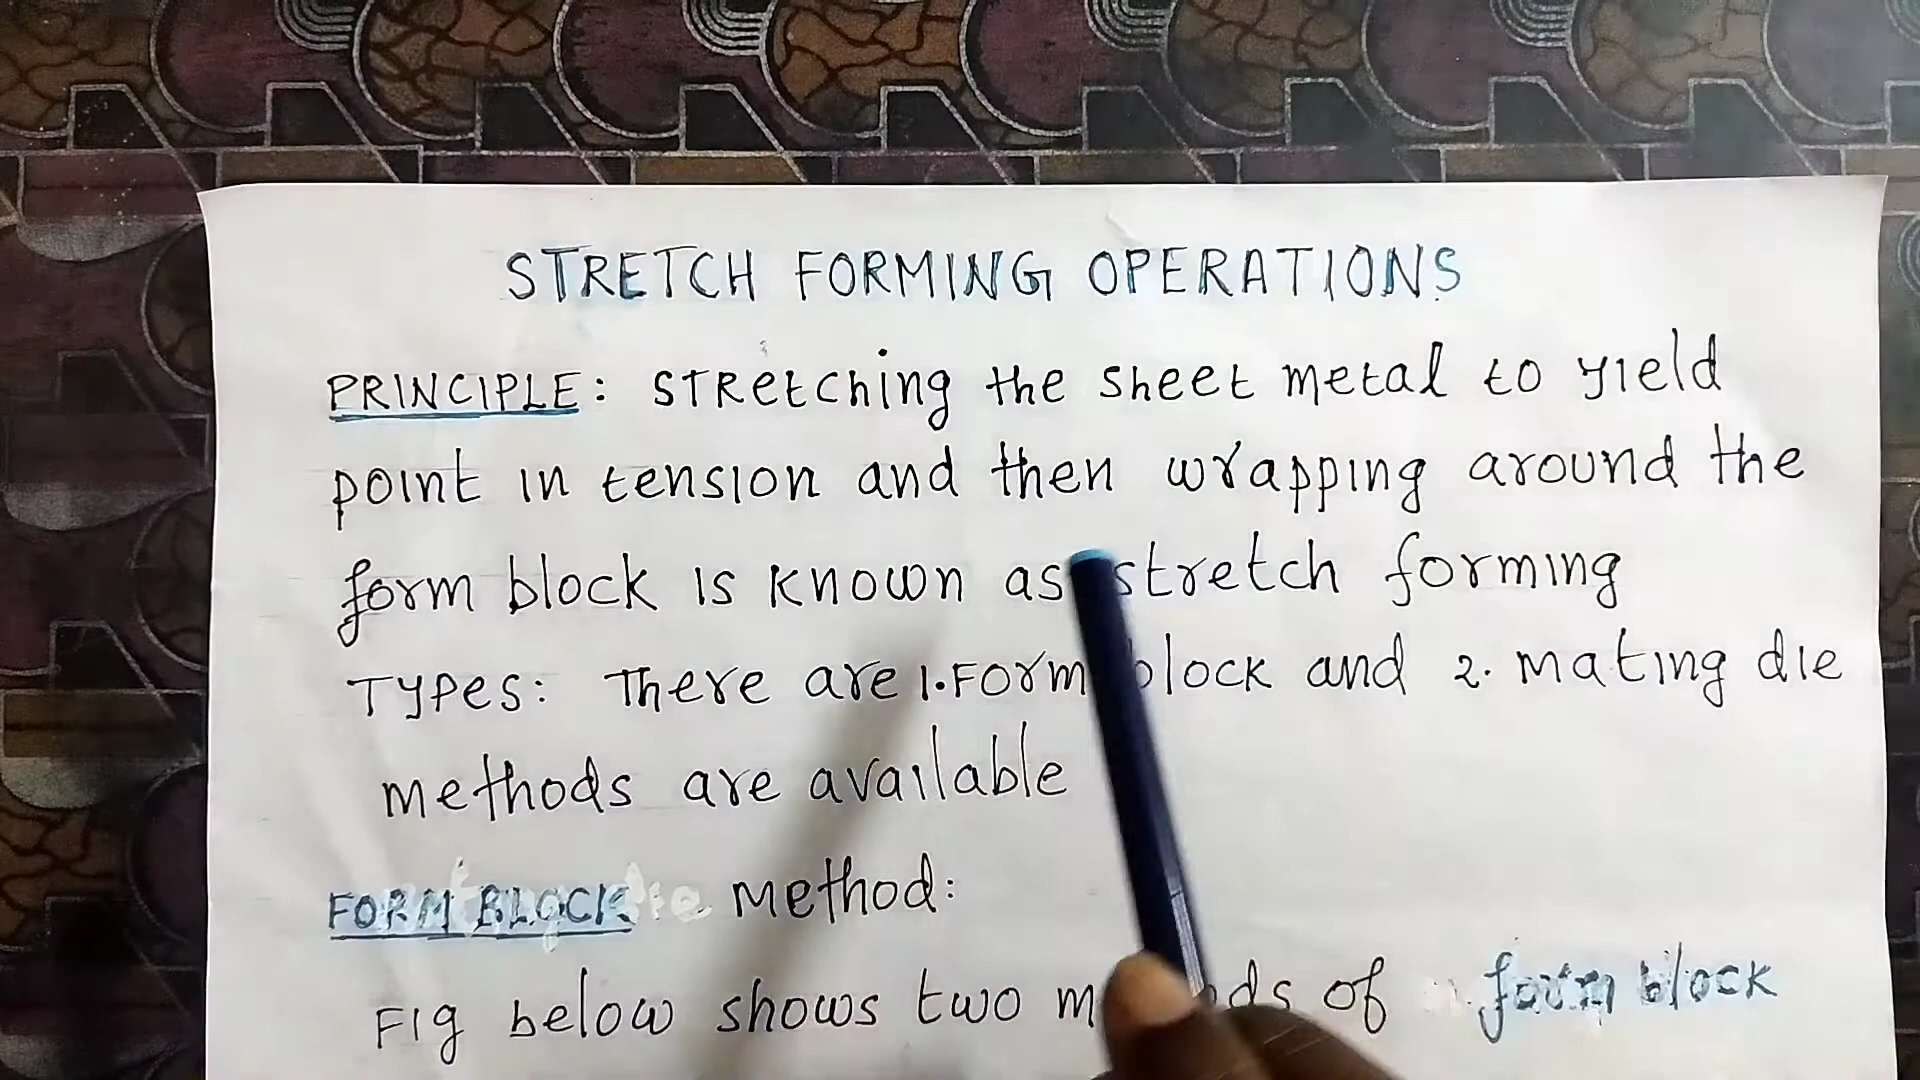 STRETCH FORMING OPERATIONS
PRINCIPLE: STRetching the sheet metal to yield
point in tension and then wrapping around the
form block is known as stretch forming
Types: There are 1. Form block and 2. mating die
methods are available
FORM BLOCK Method:
Fig below shows two of form block